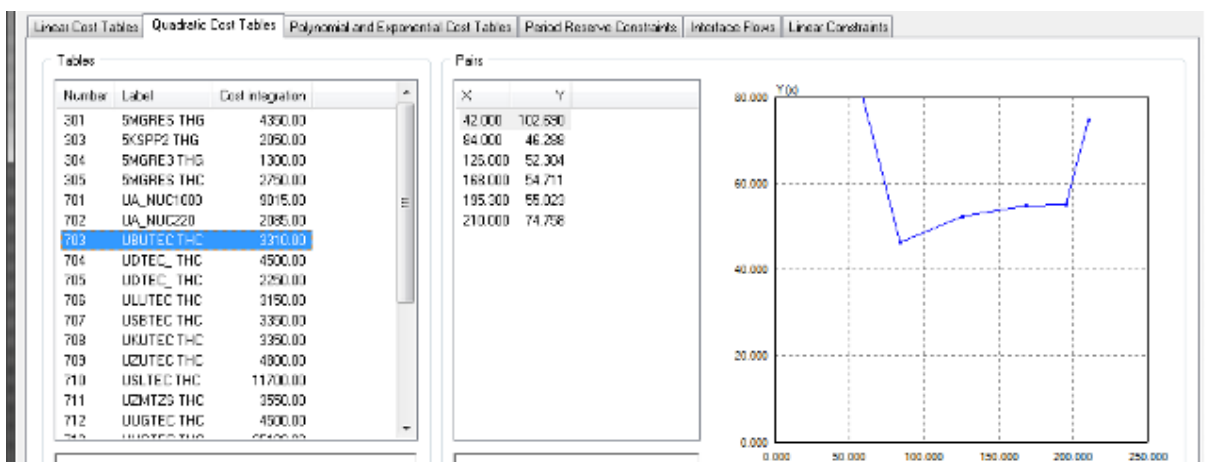 Linear Cost Tables Quadratic Cost Tables Polynomial and Exponential Cost Tables Period Reserve Constraints Interface Flows Linear Constraints
Tables
Number Label Cost integration
301 5MGRES THG 4350.00
303 5KSPP2 THG 2050.00
304 5MGRE3 THG 1300.00
305 5MGRES THC 2750.00
701 UA_NUC1000 9015.00
702 UA_NUC220 2085.00
703 UBUTEC THC 3310.00
704 UDTEC_ THC 4500.00
705 UDTEC_ THC 2250.00
706 ULUTEC THC 3150.00
707 USBTEC THC 3350.00
708 UKUTEC THC 3350.00
709 UZUTEC THC 4800.00
710 USLTEC THC 11700.00
711 UZMTZS THC 3550.00
712 UUGTEC THC 4500.00
Pairs
X Y
42.000 102.690
84.000 46.288
126.000 52.304
168.000 54.711
195.300 55.023
210.000 74.758
Y(x)
80.000
60.000
40.000
20.000
0.000
0.000 50.000 100.000 150.000 200.000 250.000